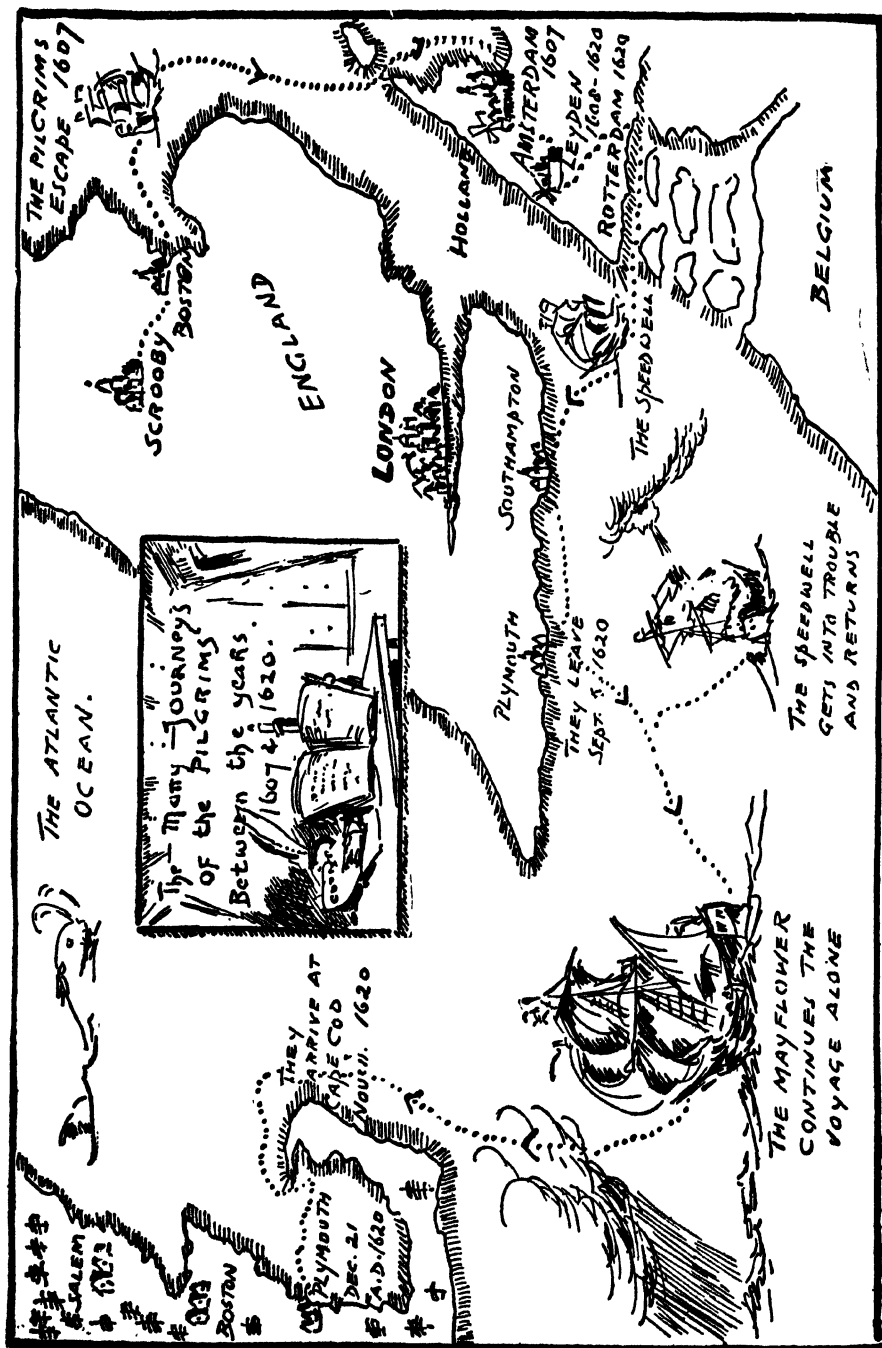 SALEM
BOSTON
PLYMOUTH
DEC. 21
A.D. 1620
THE ATLANTIC
OCEAN.
THEY
ARRIVE AT
CAPE COD
1620
The Many Journeys
of the PILGRIMS
Between the years
1607 & 1620.
THE PILGRIMS
ESCAPE 1607
SCROOBY
BOSTON
ENGLAND
LONDON
HOLLAND
AMSTERDAM
1607
LEYDEN
1608-1620
ROTTERDAM 1620
SOUTHAMPTON
PLYMOUTH
THEY LEAVE
SEPT. 1620
THE SPEEDWELL
BELGIUM
THE SPEEDWELL
GETS INTO TROUBLE
AND RETURNS
THE MAYFLOWER
CONTINUES THE
VOYAGE ALONE